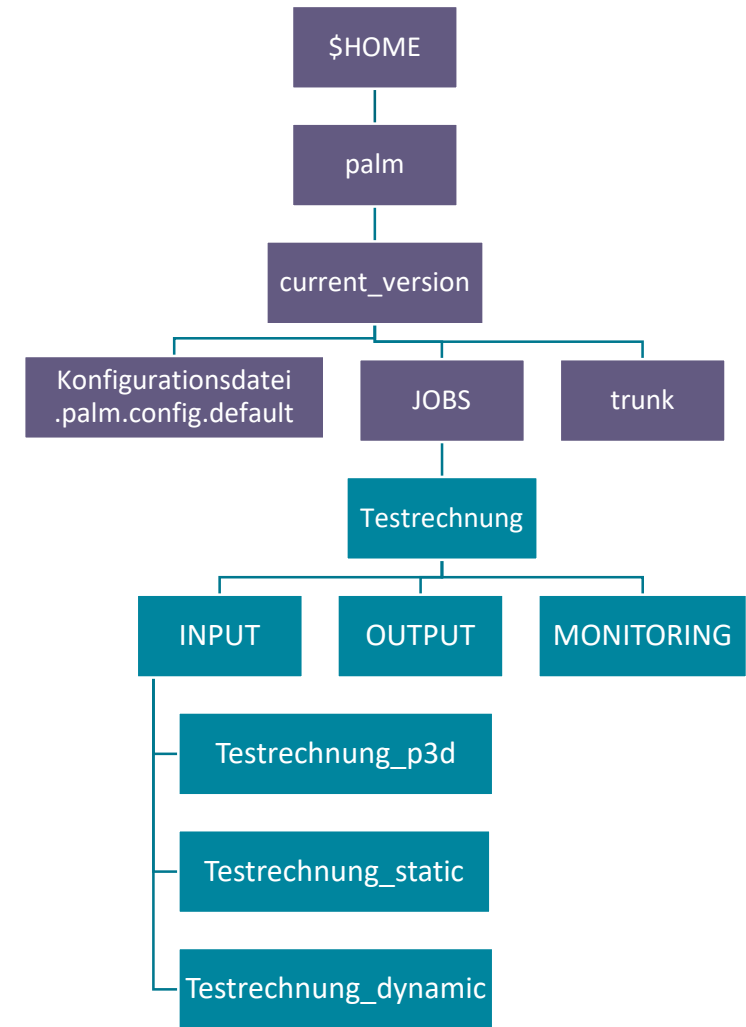 $HOME
palm
current_version
Konfigurationsdatei
.palm.config.default
JOBS
trunk
Testrechnung
INPUT
OUTPUT
MONITORING
Testrechnung_p3d
Testrechnung_static
Testrechnung_dynamic